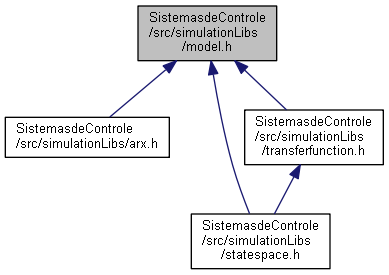 SistemasdeControle
/src/simulationLibs
/model.h
SistemasdeControle
/src/simulationLibs/arx.h
SistemasdeControle
/src/simulationLibs
/transferfunction.h
SistemasdeControle
/src/simulationLibs
/statespace.h